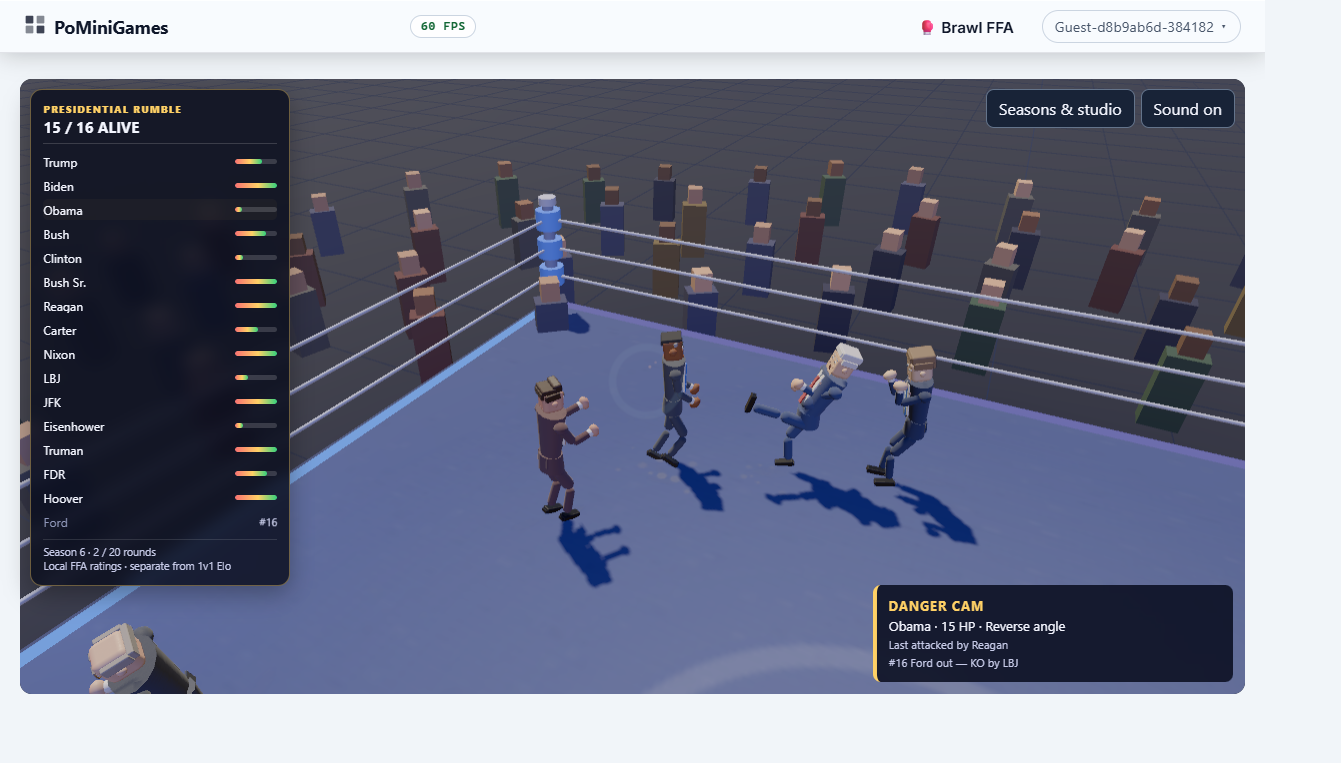 PoMiniGames
60 FPS
Brawl FFA
Guest-d8b9ab6d-384182
PRESIDENTIAL RUMBLE
15 / 16 ALIVE
Trump
Biden
Obama
Bush
Clinton
Bush Sr.
Reagan
Carter
Nixon
LBJ
JFK
Eisenhower
Truman
FDR
Hoover
Ford #16
Season 6 · 2 / 20 rounds
Local FFA ratings · separate from 1v1 Elo
Seasons & studio
Sound on
DANGER CAM
Obama · 15 HP · Reverse angle
Last attacked by Reagan
#16 Ford out — KO by LBJ